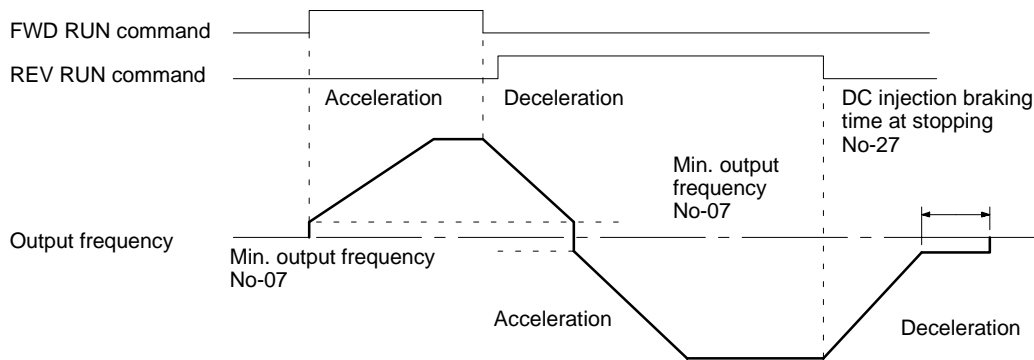 FWD RUN command
REV RUN command
Acceleration
Deceleration
DC injection braking
time at stopping
No-27
Min. output
frequency
No-07
Output frequency
Min. output frequency
No-07
Acceleration
Deceleration